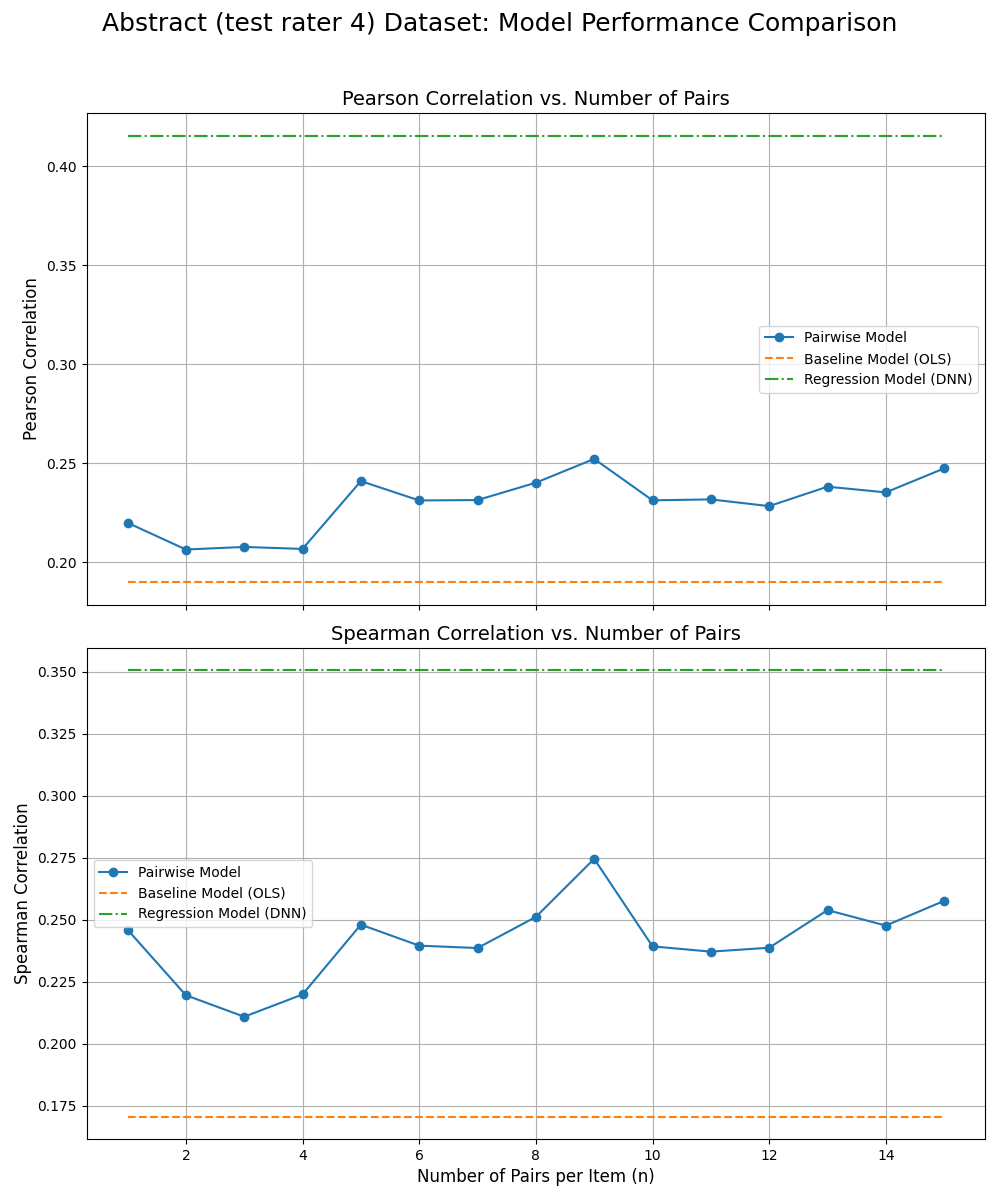 Abstract (test rater 4) Dataset: Model Performance Comparison
Pearson Correlation vs. Number of Pairs
Pearson Correlation
0.40
0.35
0.30
0.25
0.20
Pairwise Model
Baseline Model (OLS)
Regression Model (DNN)
Spearman Correlation vs. Number of Pairs
Spearman Correlation
0.350
0.325
0.300
0.275
0.250
0.225
0.200
0.175
Pairwise Model
Baseline Model (OLS)
Regression Model (DNN)
2 4 6 8 10 12 14
Number of Pairs per Item (n)